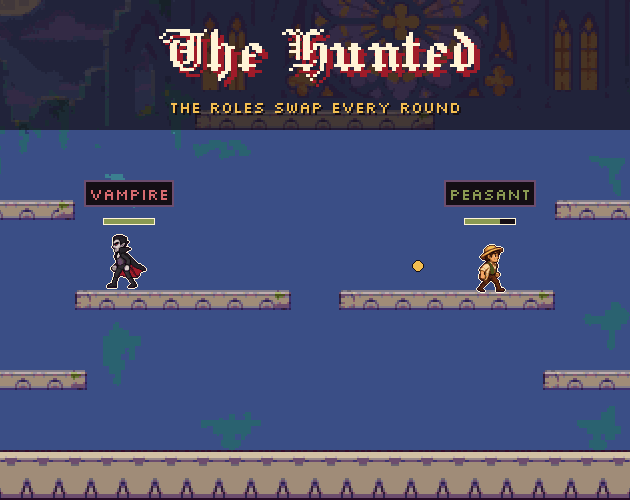 The Hunted
THE ROLES SWAP EVERY ROUND
VAMPIRE
PEASANT